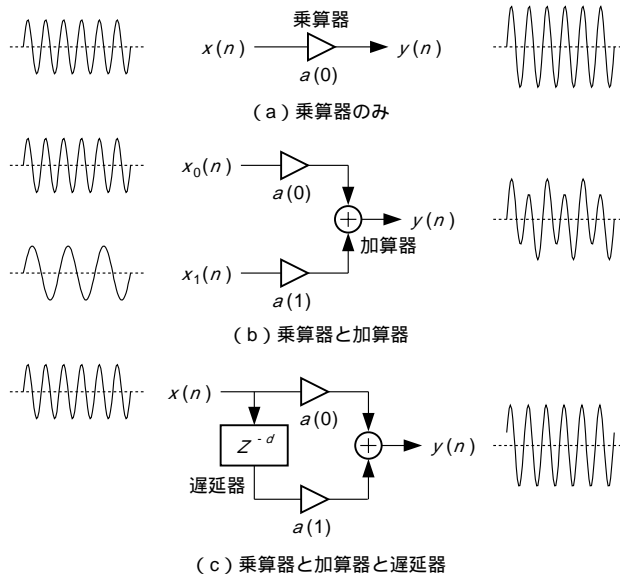 乗算器
x(n)
y(n)
a(0)
(a)乗算器のみ
x₀(n)
a(0)
+
y(n)
加算器
x₁(n)
a(1)
(b)乗算器と加算器
x(n)
a(0)
Z⁻ᵈ
+
y(n)
遅延器
a(1)
(c)乗算器と加算器と遅延器